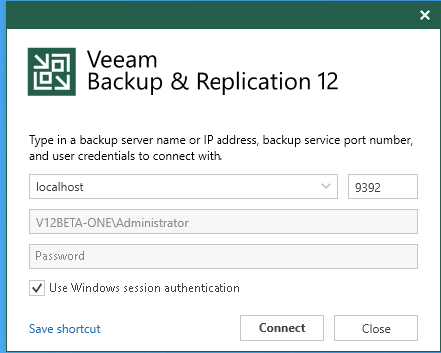 Veeam
Backup & Replication 12
Type in a backup server name or IP address, backup service port number,
and user credentials to connect with.
localhost 9392
V12BETA-ONE\Administrator
Password
Use Windows session authentication
Save shortcut Connect Close